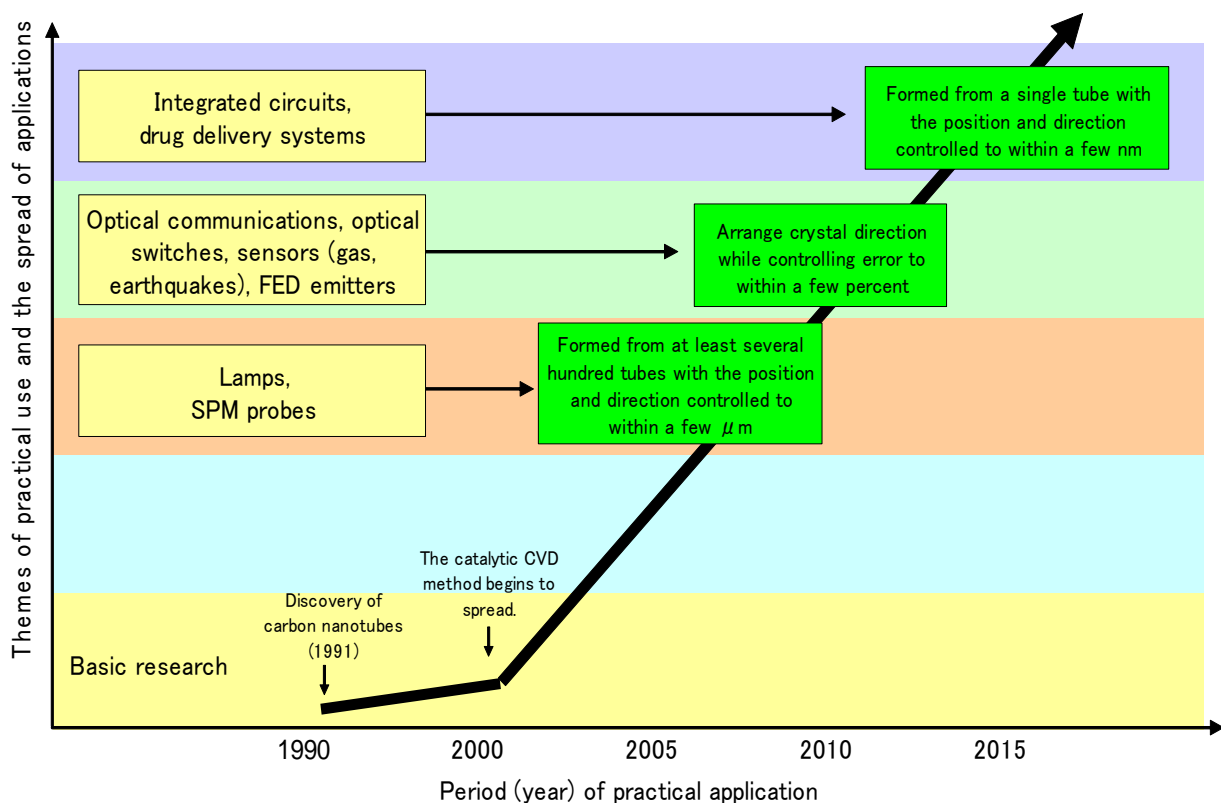 Themes of practical use and the spread of applications
Integrated circuits,
drug delivery systems
Formed from a single tube with
the position and direction
controlled to within a few nm
Optical communications, optical
switches, sensors (gas,
earthquakes), FED emitters
Arrange crystal direction
while controlling error to
within a few percent
Lamps,
SPM probes
Formed from at least several
hundred tubes with the position
and direction controlled to
within a few μm
The catalytic CVD
method begins to
spread.
Discovery of
carbon nanotubes
(1991)
Basic research
1990
2000
2005
2010
2015
Period (year) of practical application